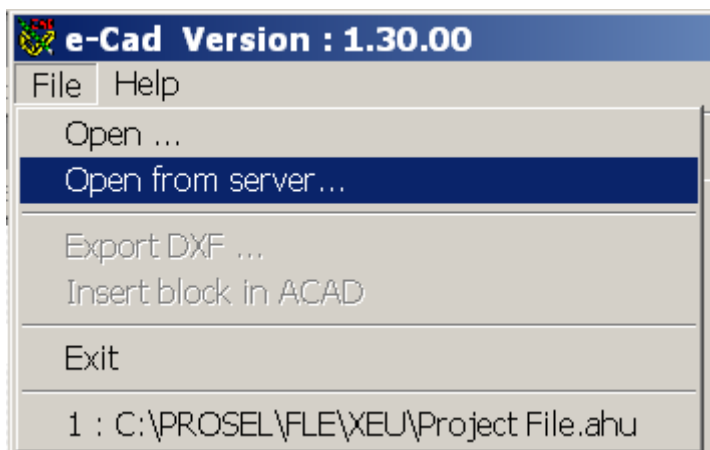 e-Cad Version : 1.30.00
File Help
Open ...
Open from server...
Export DXF ...
Insert block in ACAD
Exit
1 : C:\PROSEL\FLE\XEU\Project File.ahu